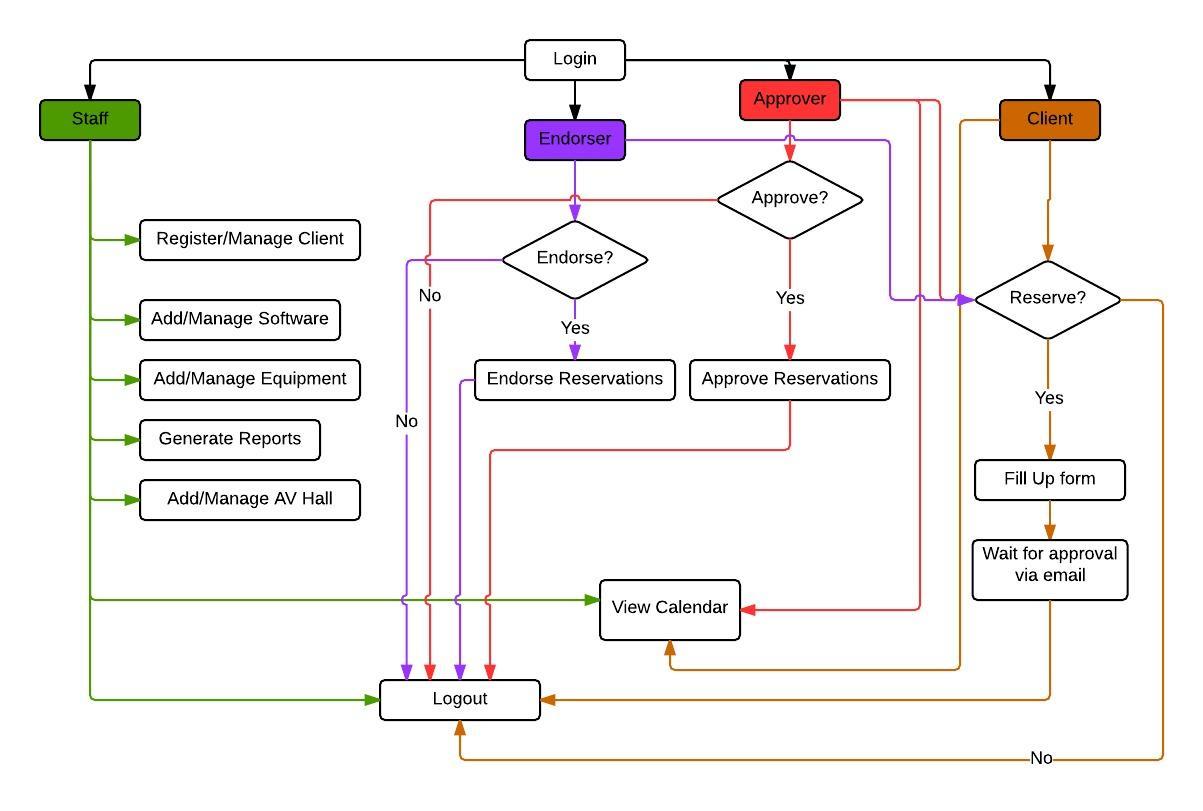 Login
Staff
Approver
Client
Endorser
Approve?
Register/Manage Client
Endorse?
No
Yes
Reserve?
Add/Manage Software
Yes
Add/Manage Equipment
Endorse Reservations
Approve Reservations
Yes
No
Generate Reports
Add/Manage AV Hall
Fill Up form
Wait for approval
via email
View Calendar
Logout
No